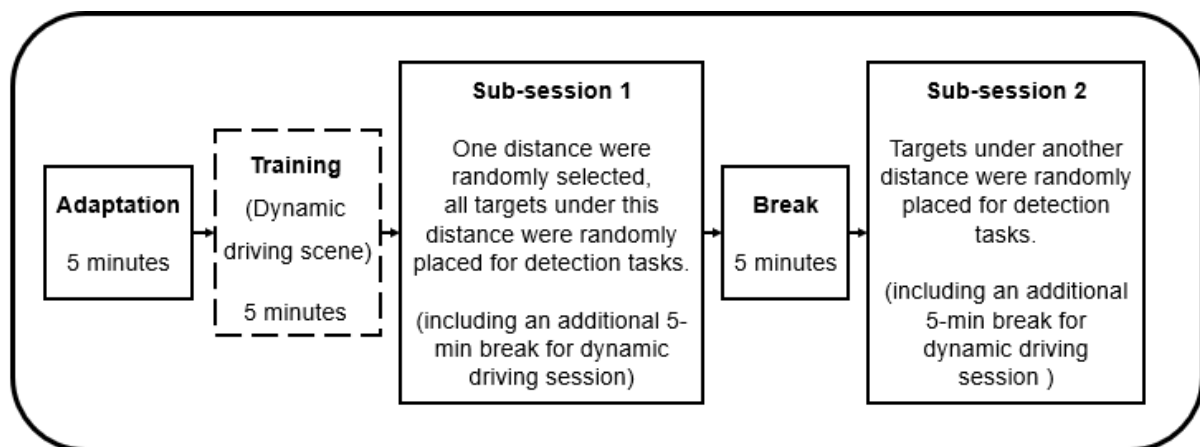 Adaptation
5 minutes
Training
(Dynamic
driving scene)
5 minutes
Sub-session 1
One distance were
randomly selected,
all targets under this
distance were randomly
placed for detection tasks.
(including an additional 5-
min break for dynamic
driving session)
Break
5 minutes
Sub-session 2
Targets under another
distance were randomly
placed for detection
tasks.
(including an additional
5-min break for
dynamic driving
session )